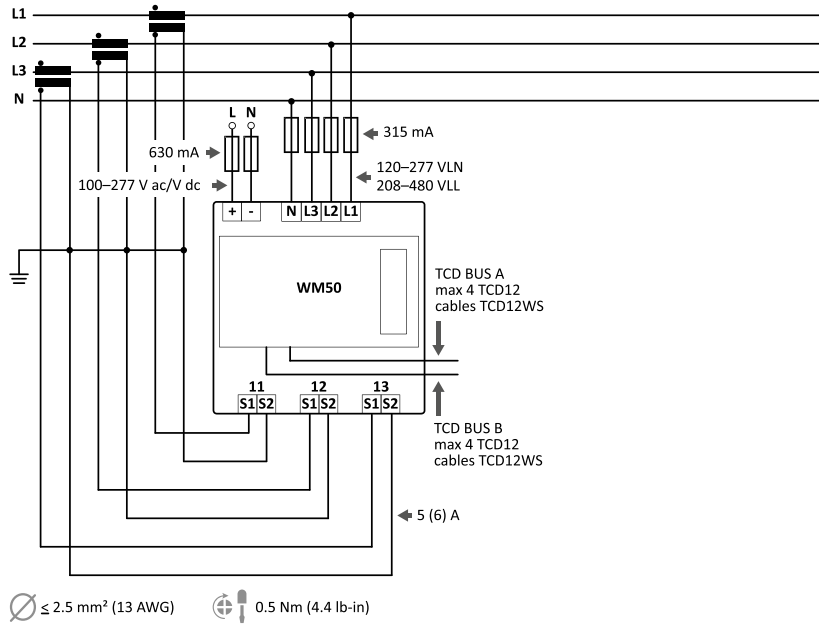 L1
L2
L3
N
L N
630 mA
315 mA
100–277 V ac/V dc
120–277 VLN
208–480 VLL
+ - N L3 L2 L1
WM50
TCD BUS A
max 4 TCD12
cables TCD12WS
11 12 13
S1 S2 S1 S2 S1 S2
TCD BUS B
max 4 TCD12
cables TCD12WS
5 (6) A
≤ 2.5 mm² (13 AWG)
0.5 Nm (4.4 lb-in)